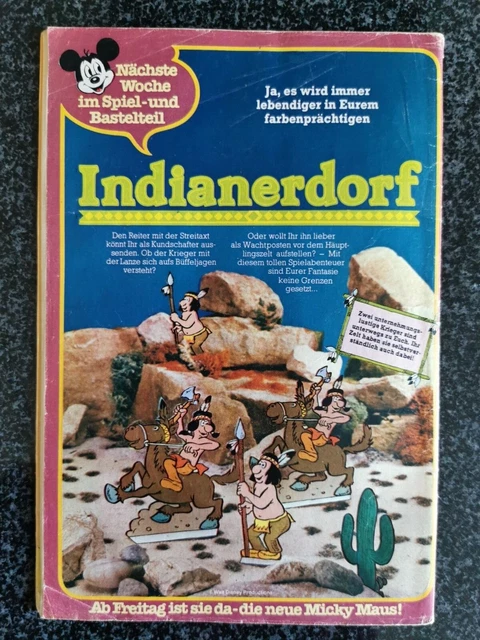 Nächste
Woche
im Spiel-und
Bastelteil
Ja, es wird immer
lebendiger in Eurem
farbenprächtigen
Indianerdorf
Den Reiter mit der Streitaxt
könnt Ihr als Kundschafter aus-
senden. Ob der Krieger mit
der Lanze sich aufs Büffeljagen
versteht?
Oder wollt Ihr ihn lieber
als Wachtposten vor dem Häupt-
lingszelt aufstellen? – Mit
diesem tollen Spielabenteuer
sind Eurer Fantasie
keine Grenzen
gesetzt...
Zwei unternehmungs-
lustige Krieger sind
unterwegs zu Euch. Ihr
Zelt haben sie selbstver-
ständlich auch dabei!
© Walt Disney Productions
Ab Freitag ist sie da-die neue Micky Maus!